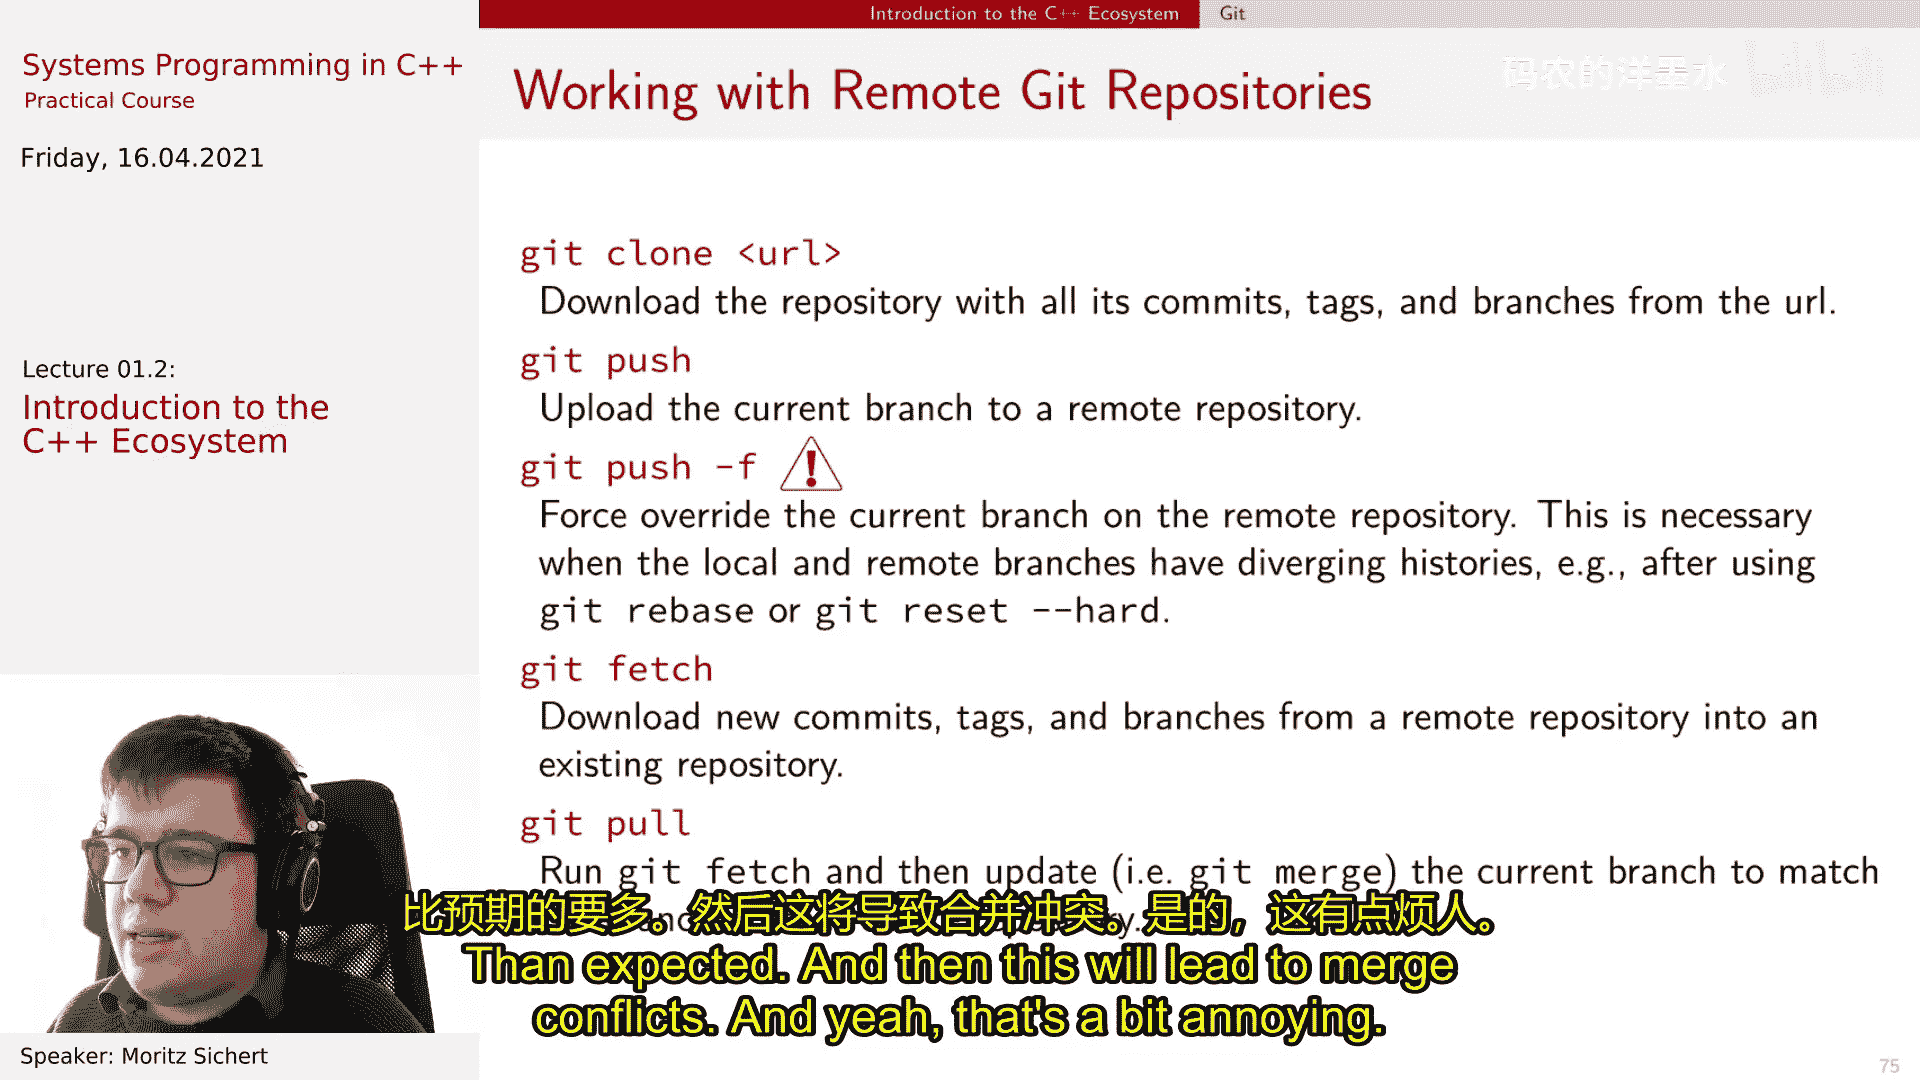 Introduction to the C++ Ecosystem
Git
Systems Programming in C++
Practical Course
Friday, 16.04.2021
Lecture 01.2:
Introduction to the
C++ Ecosystem
Working with Remote Git Repositories
码农的洋墨水
bilibili
git clone <url>
Download the repository with all its commits, tags, and branches from the url.
git push
Upload the current branch to a remote repository.
git push -f
Force override the current branch on the remote repository. This is necessary
when the local and remote branches have diverging histories, e.g., after using
git rebase or git reset --hard.
git fetch
Download new commits, tags, and branches from a remote repository into an
existing repository.
git pull
Run git fetch and then update (i.e. git merge) the current branch to match
比预期的要多。然后这将导致合并冲突。是的，这有点烦人。
Than expected. And then this will lead to merge
conflicts. And yeah, that's a bit annoying.
Speaker: Moritz Sichert
75